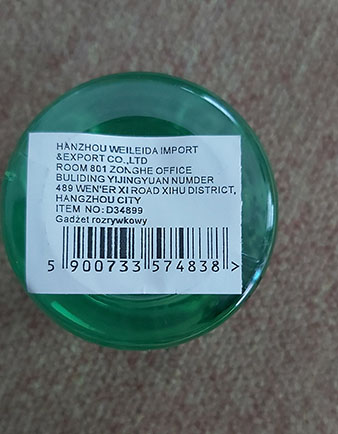 HANZHOU WEILEIDA IMPORT
&EXPORT CO.,LTD
ROOM 801 ZONGHE OFFICE
BULIDING YIJINGYUAN NUMDER
489 WEN'ER XI ROAD XIHU DISTRICT,
HANGZHOU CITY
ITEM NO:D34899
Gadżet rozrywkowy
5 900733 574838 >